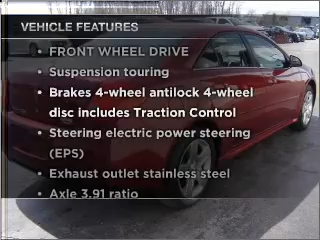 VEHICLE FEATURES
• FRONT WHEEL DRIVE
• Suspension touring
• Brakes 4-wheel antilock 4-wheel
disc includes Traction Control
• Steering electric power steering
(EPS)
• Exhaust outlet stainless steel
• Axle 3.91 ratio